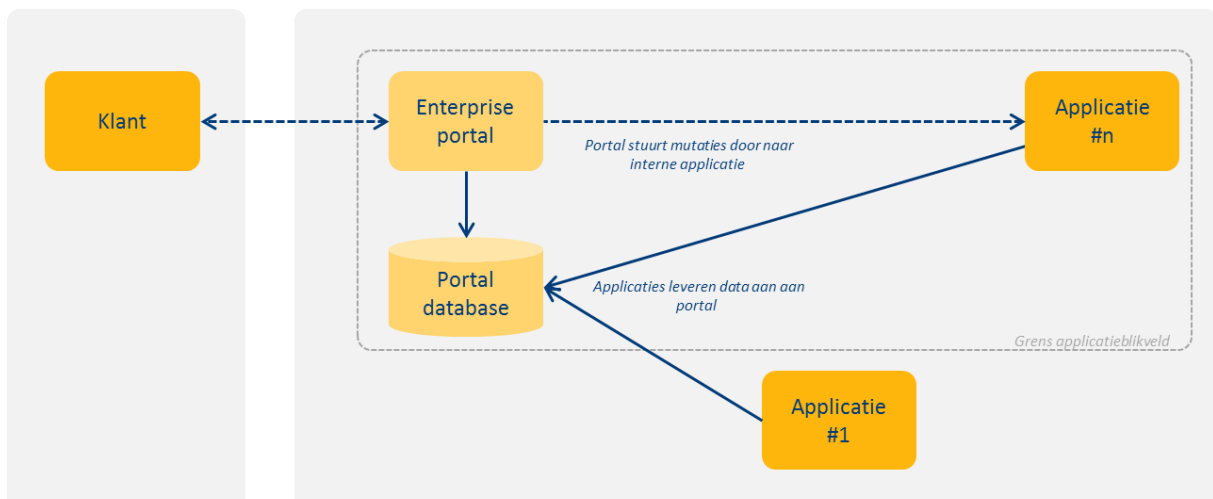 Klant
Enterprise
portal
Applicatie
#n
Portal stuurt mutaties door naar
interne applicatie
Portal
database
Applicaties leveren data aan aan
portal
Grens applicatieblikveld
Applicatie
#1